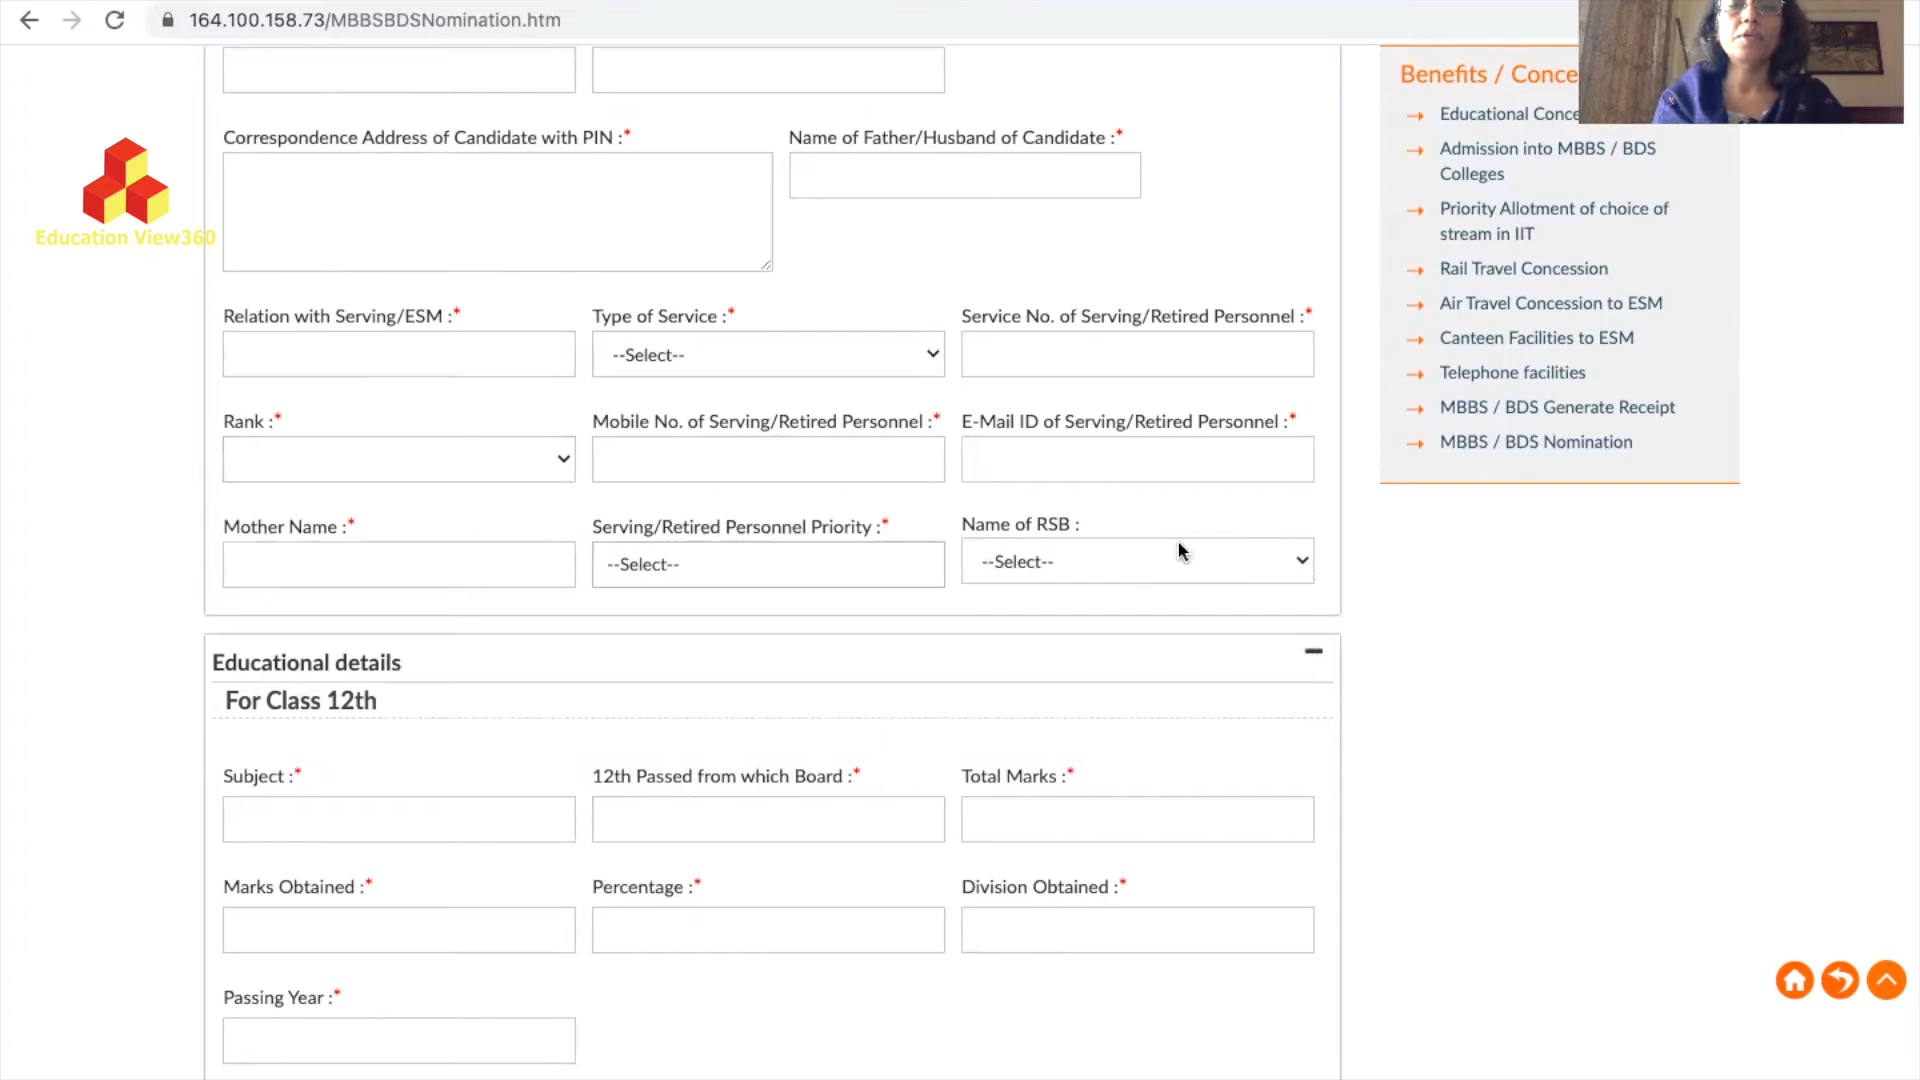 164.100.158.73/MBBSBDSNomination.htm
Benefits / Conce
Educational Conce
Admission into MBBS / BDS
Colleges
Priority Allotment of choice of
stream in IIT
Rail Travel Concession
Air Travel Concession to ESM
Canteen Facilities to ESM
Telephone facilities
MBBS / BDS Generate Receipt
MBBS / BDS Nomination
Education View360
Correspondence Address of Candidate with PIN :*
Name of Father/Husband of Candidate :*
Relation with Serving/ESM :*
Type of Service :*
Service No. of Serving/Retired Personnel :*
--Select--
Rank :*
Mobile No. of Serving/Retired Personnel :*
E-Mail ID of Serving/Retired Personnel :*
Mother Name :*
Serving/Retired Personnel Priority :*
Name of RSB :
--Select--
--Select--
Educational details
For Class 12th
Subject :*
12th Passed from which Board :*
Total Marks :*
Marks Obtained :*
Percentage :*
Division Obtained :*
Passing Year :*